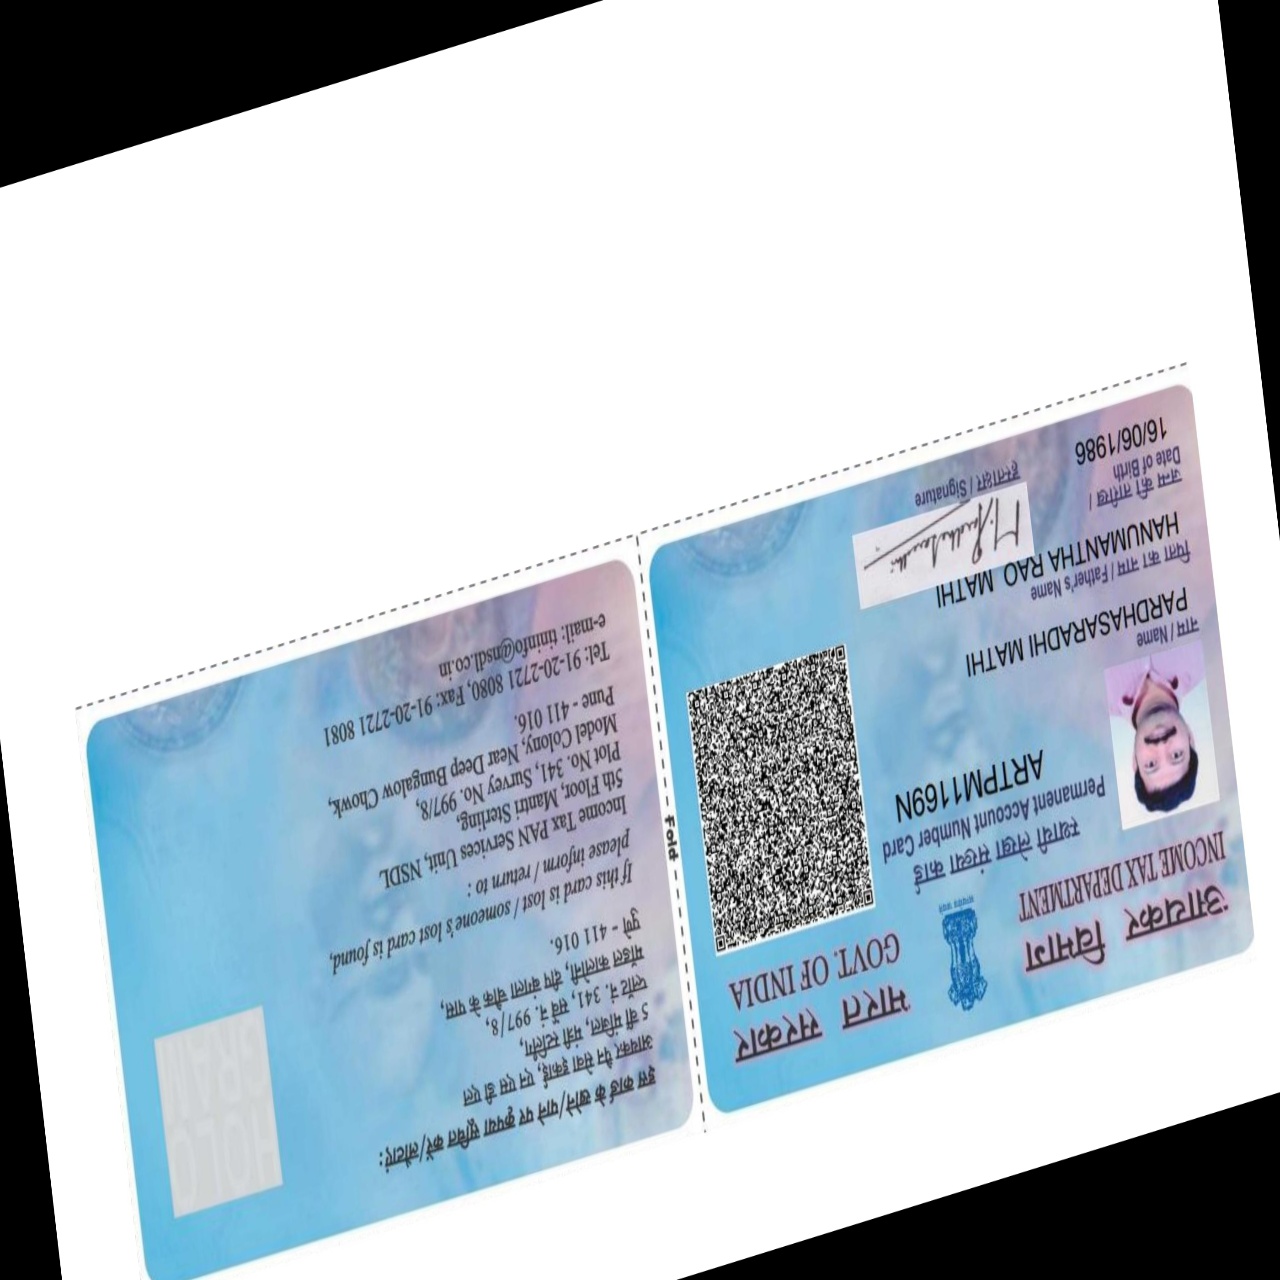 आयकर विभाग
INCOME TAX DEPARTMENT
भारत सरकार
GOVT. OF INDIA
स्थायी लेखा संख्या कार्ड
Permanent Account Number Card
ARTPM1169N
नाम / Name
PARDHASARADHI MATHI
पिता का नाम / Father's Name
HANUMANTHA RAO MATHI
जन्म की तारीख /
Date of Birth
16/06/1986
हस्ताक्षर / Signature
Fold
इस कार्ड के खोने/पाने पर कृपया सूचित करें/लौटाएं:
आयकर पैन सेवा इकाई, एन एस डी एल
5 वीं मंजिल, मंत्री स्टर्लिंग,
प्लॉट नं. 341, सर्वे नं. 997/8,
मॉडल कालोनी, दीप बंगला चौक के पास,
पुणे - 411 016.
If this card is lost / someone's lost card is found,
please inform / return to :
Income Tax PAN Services Unit, NSDL
5th Floor, Mantri Sterling,
Plot No. 341, Survey No. 997/8,
Model Colony, Near Deep Bungalow Chowk,
Pune - 411 016.
Tel: 91-20-2721 8080, Fax: 91-20-2721 8081
e-mail: tininfo@nsdl.co.in